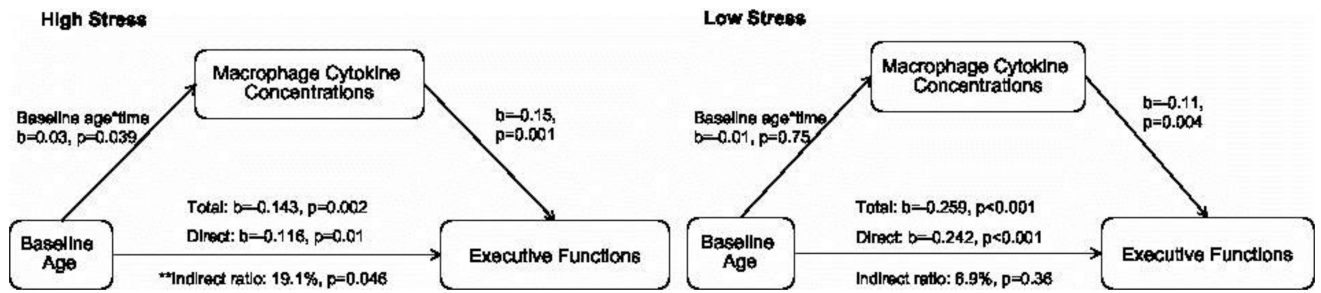 High Stress
Macrophage Cytokine
Concentrations
Baseline age*time
b=0.03, p=0.039
b=-0.15,
p=0.001
Total: b=-0.143, p=0.002
Direct: b=-0.116, p=0.01
**Indirect ratio: 19.1%, p=0.046
Baseline
Age
Executive Functions
Low Stress
Macrophage Cytokine
Concentrations
Baseline age*time
b=-0.01, p=0.75
b=-0.11,
p=0.004
Total: b=-0.259, p<0.001
Direct: b=-0.242, p<0.001
Indirect ratio: 6.9%, p=0.36
Baseline
Age
Executive Functions